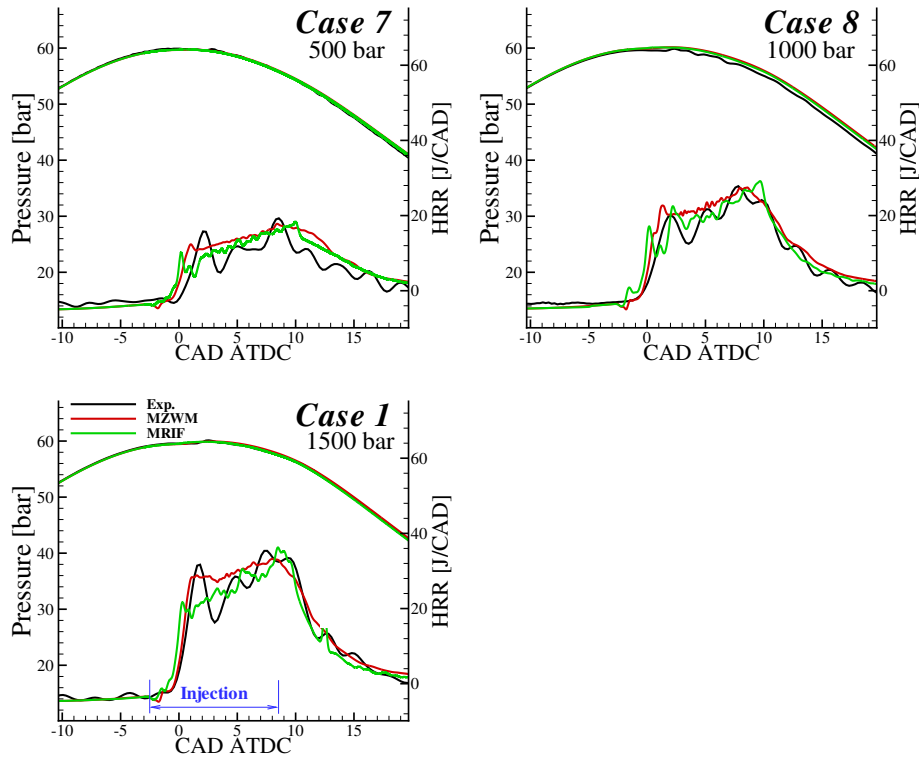 Case 7
500 bar
60
50
40
30
20
Pressure [bar]
60
40
20
0
HRR [J/CAD]
-10 -5 0 5 10 15
CAD ATDC
Case 8
1000 bar
60
50
40
30
20
Pressure [bar]
60
40
20
0
HRR [J/CAD]
-10 -5 0 5 10 15
CAD ATDC
Exp.
MZWM
MRIF
Case 1
1500 bar
60
50
40
30
20
Pressure [bar]
60
40
20
0
HRR [J/CAD]
Injection
-10 -5 0 5 10 15
CAD ATDC